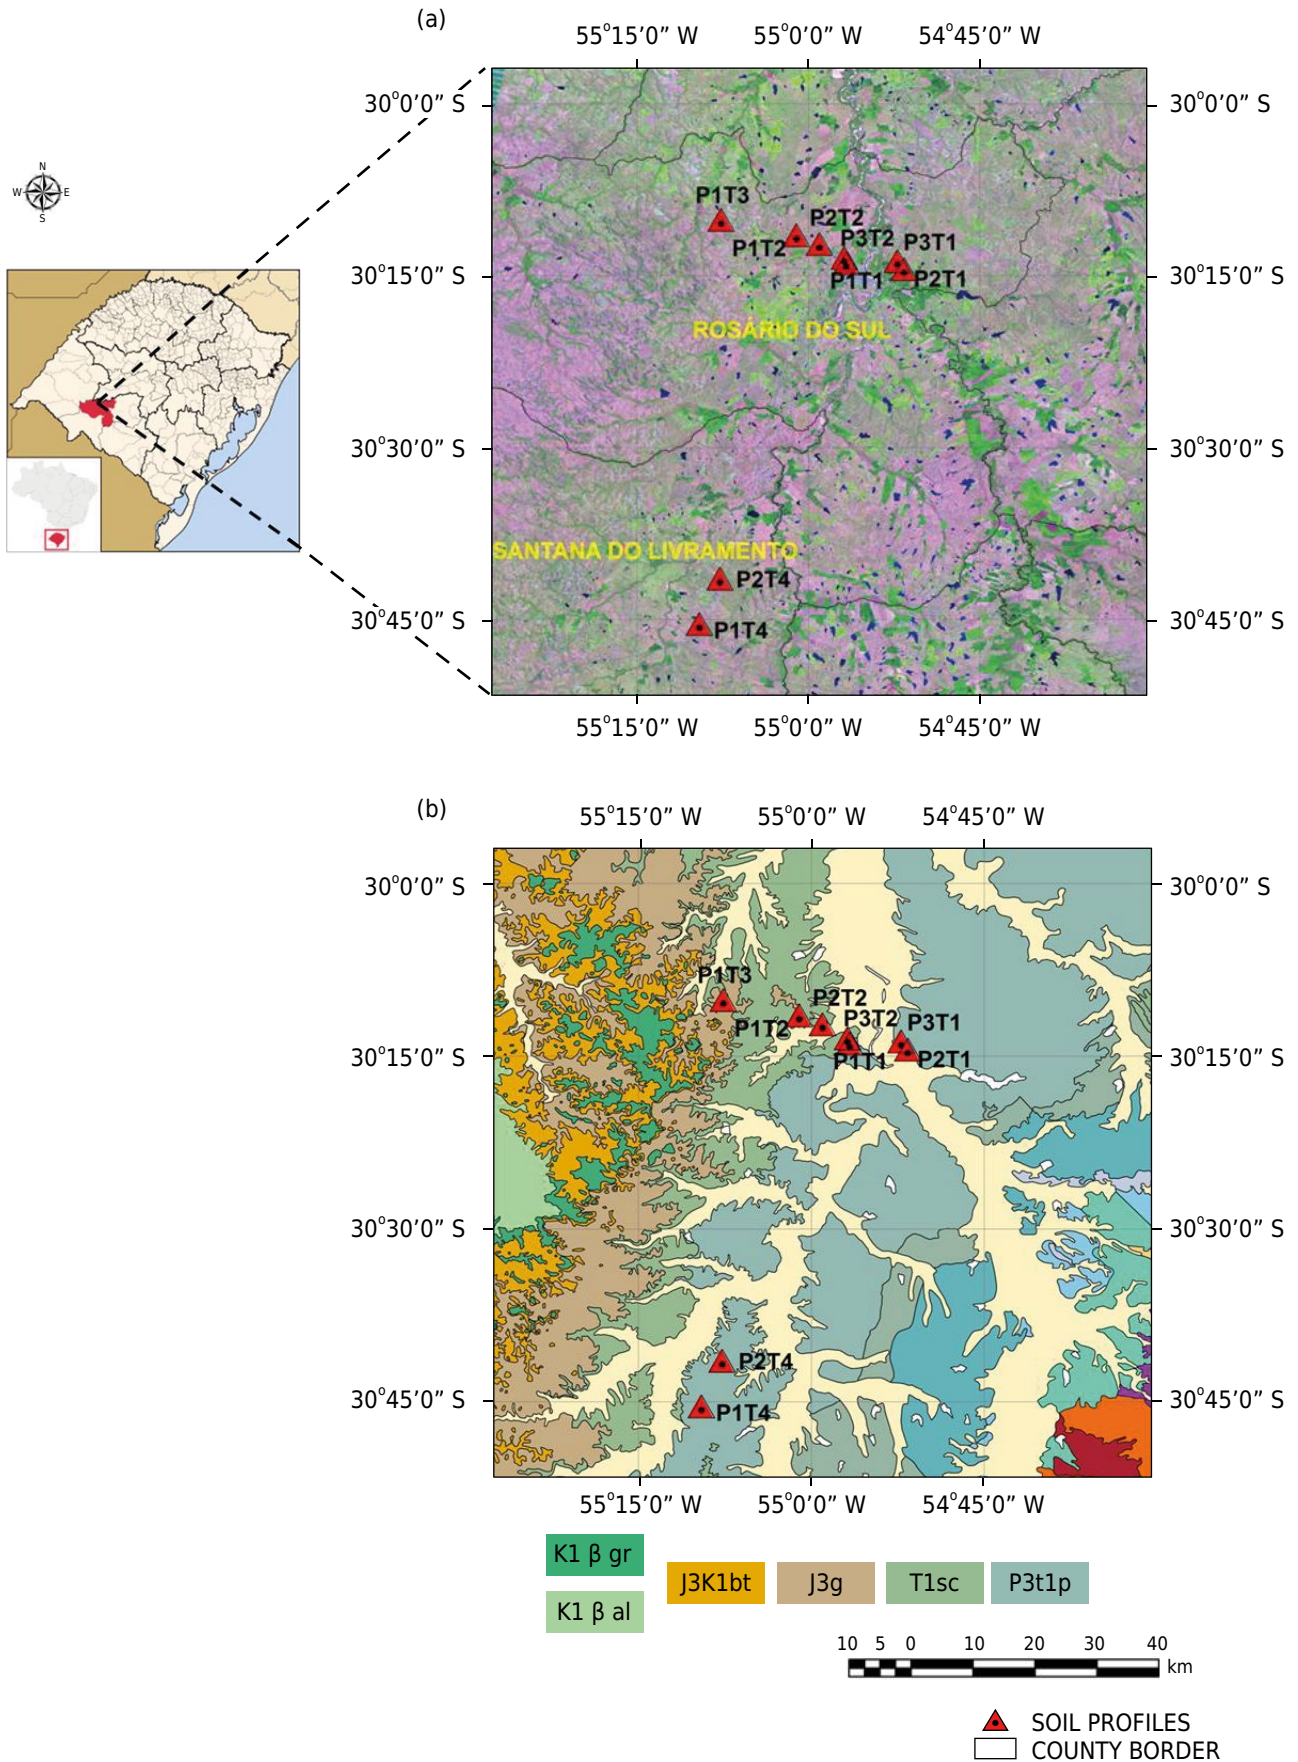 (a)
55°15'0” W 55°0'0” W 54°45'0” W
30°0'0” S 30°0'0” S
N
W E
S
P1T3
P2T2
P1T2 P3T2 P3T1
30°15'0” S P1T1 P2T1 30°15'0” S
ROSÁRIO DO SUL
30°30'0” S 30°30'0” S
SANTANA DO LIVRAMENTO
P2T4
30°45'0” S P1T4 30°45'0” S
55°15'0” W 55°0'0” W 54°45'0” W
(b)
55°15'0” W 55°0'0” W 54°45'0” W
30°0'0” S 30°0'0” S
P1T3
P2T2
P1T2 P3T2 P3T1
30°15'0” S P1T1 P2T1 30°15'0” S
30°30'0” S 30°30'0” S
P2T4
30°45'0” S P1T4 30°45'0” S
55°15'0” W 55°0'0” W 54°45'0” W
K1 β gr
J3K1bt J3g T1sc P3t1p
K1 β al
10 5 0 10 20 30 40
km
SOIL PROFILES
COUNTY BORDER